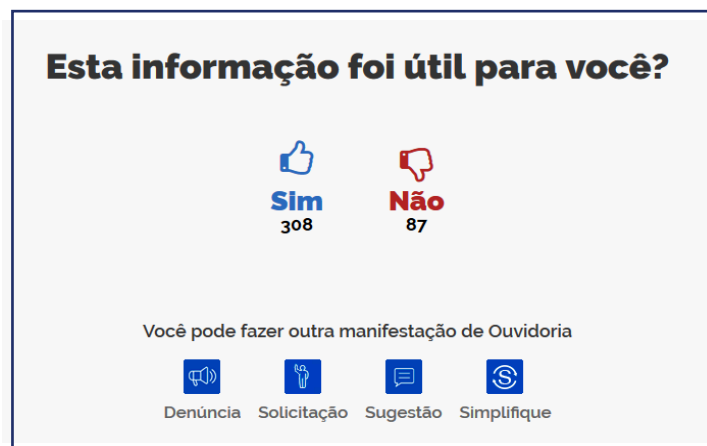 Esta informação foi útil para você?
Sim Não
308 87
Você pode fazer outra manifestação de Ouvidoria
Denúncia Solicitação Sugestão Simplifique